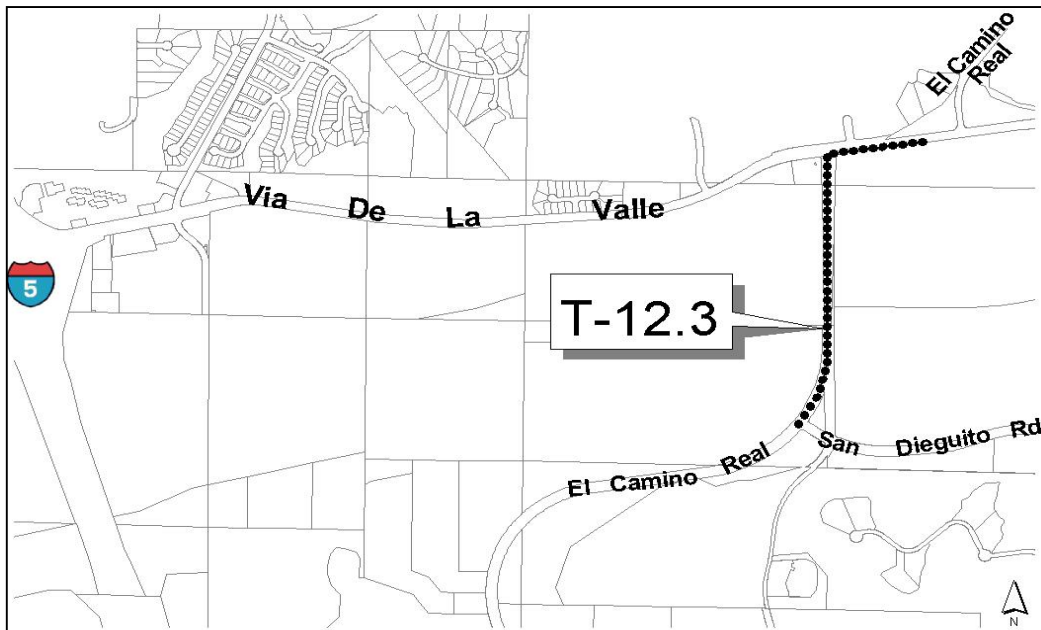 El Camino
Real
Via De La Valle
5
T-12.3
San Dieguito Rd
El Camino Real
N